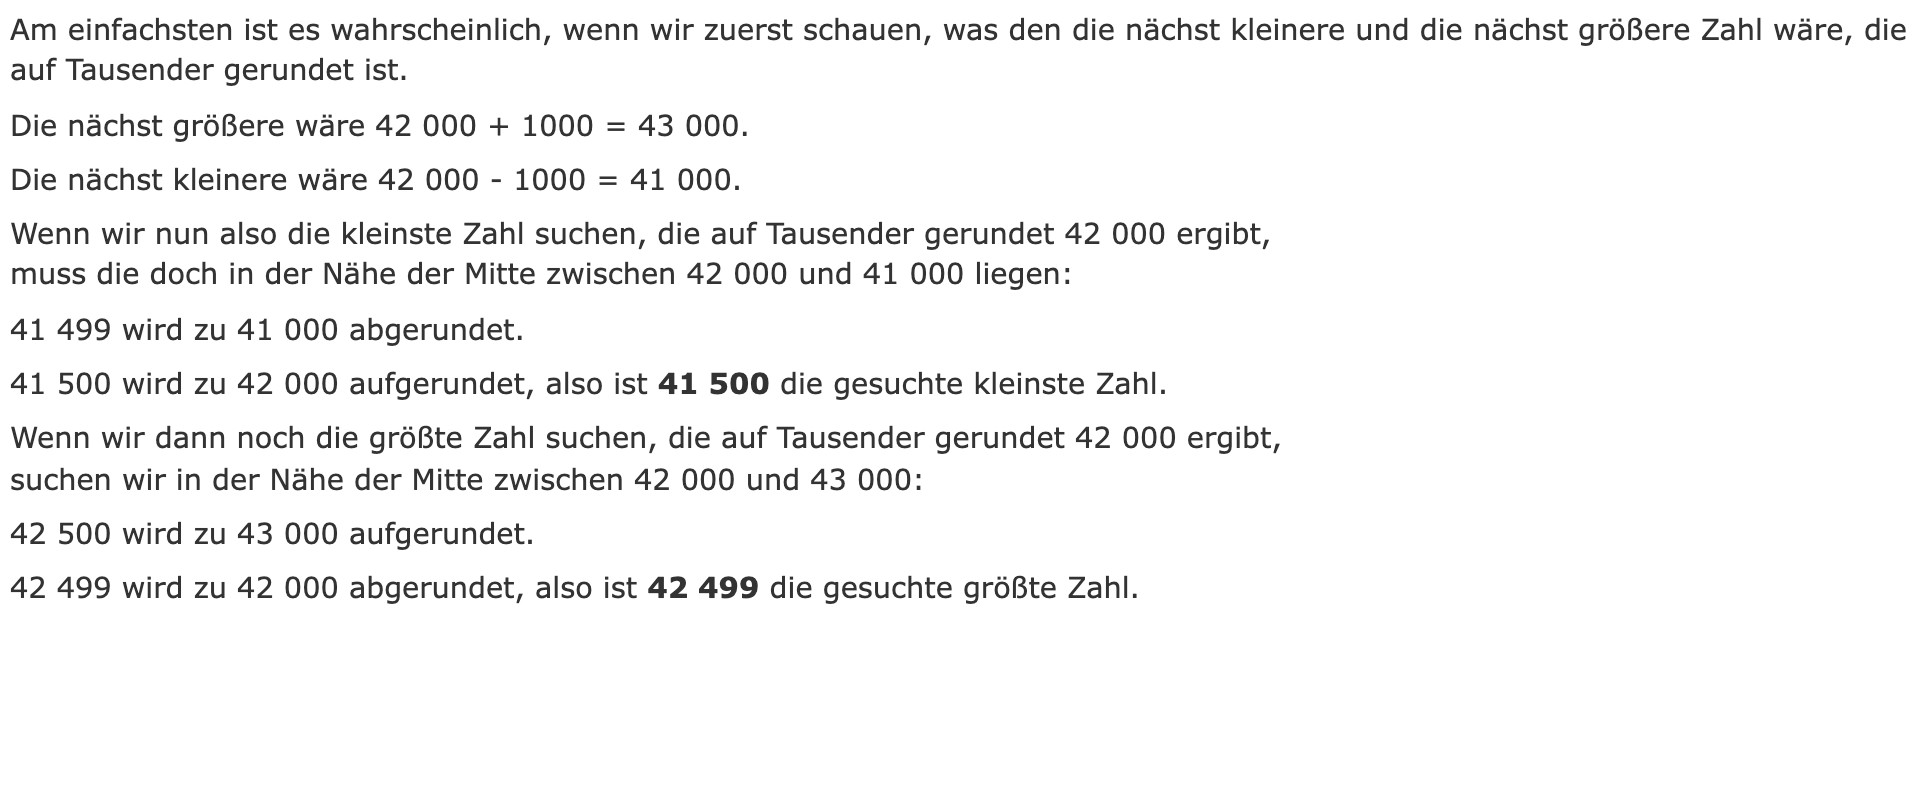 Am einfachsten ist es wahrscheinlich, wenn wir zuerst schauen, was den die nächst kleinere und die nächst größere Zahl wäre, die
auf Tausender gerundet ist.
Die nächst größere wäre 42 000 + 1000 = 43 000.
Die nächst kleinere wäre 42 000 - 1000 = 41 000.
Wenn wir nun also die kleinste Zahl suchen, die auf Tausender gerundet 42 000 ergibt,
muss die doch in der Nähe der Mitte zwischen 42 000 und 41 000 liegen:
41 499 wird zu 41 000 abgerundet.
41 500 wird zu 42 000 aufgerundet, also ist 41 500 die gesuchte kleinste Zahl.
Wenn wir dann noch die größte Zahl suchen, die auf Tausender gerundet 42 000 ergibt,
suchen wir in der Nähe der Mitte zwischen 42 000 und 43 000:
42 500 wird zu 43 000 aufgerundet.
42 499 wird zu 42 000 abgerundet, also ist 42 499 die gesuchte größte Zahl.